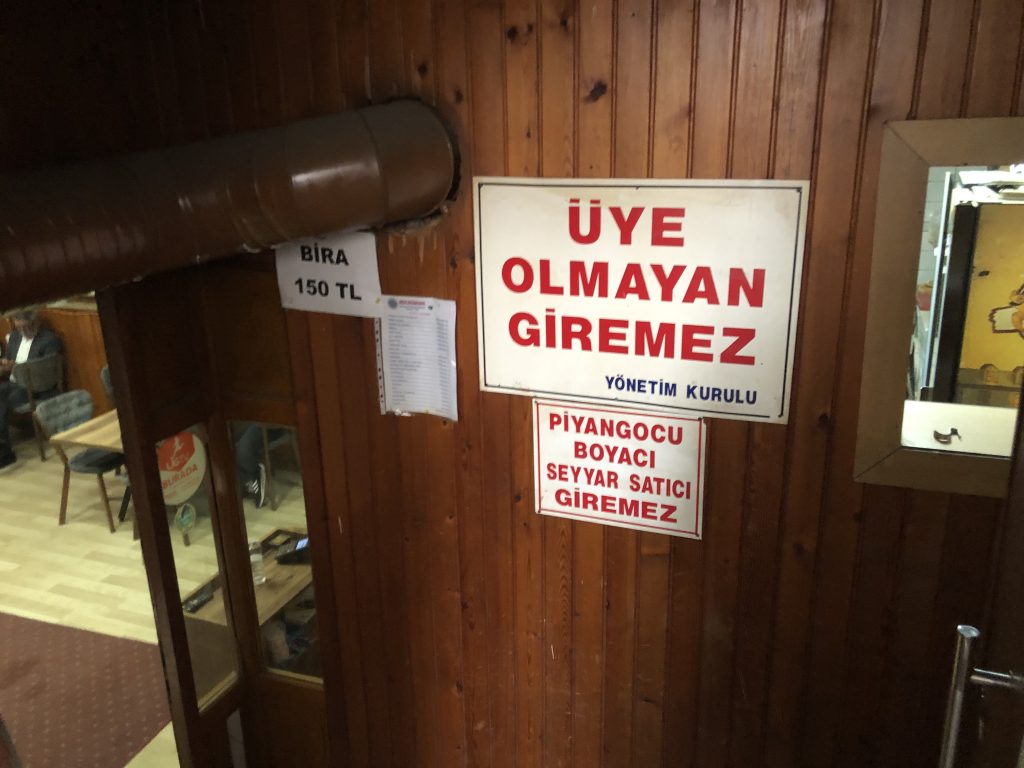 BİRA
150 TL
ÜYE
OLMAYAN
GİREMEZ
YÖNETİM KURULU
PİYANGOCU
BOYACI
SEYYAR SATICI
GİREMEZ
BURADA